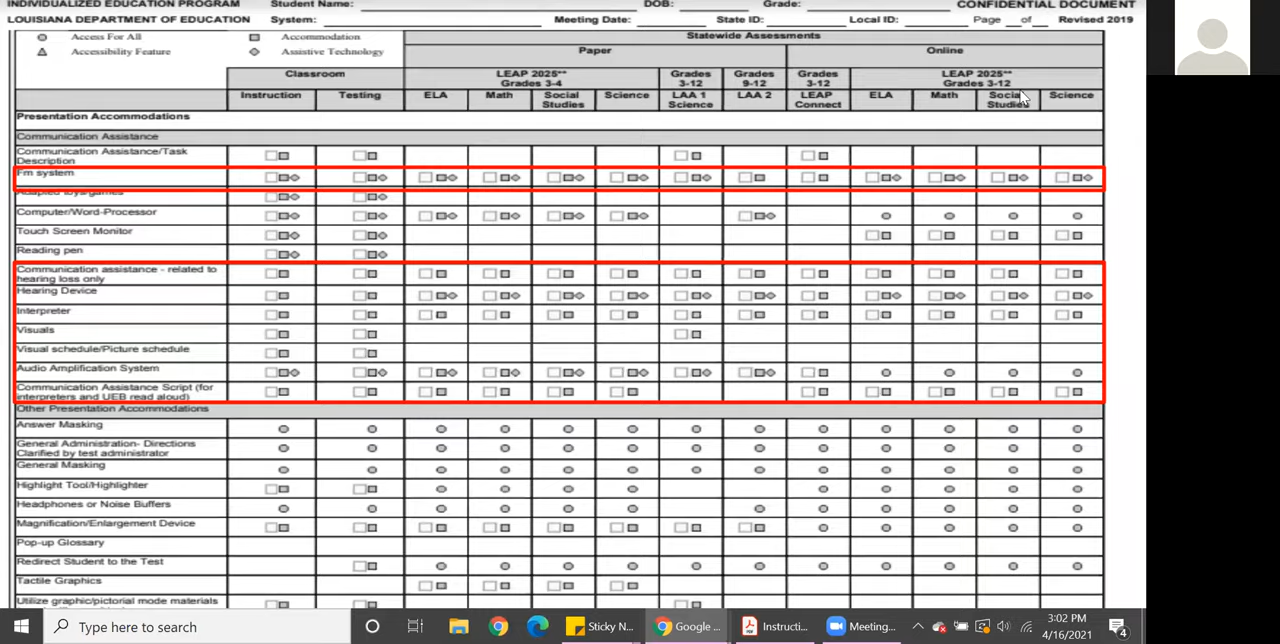 INDIVIDUALIZED EDUCATION PROGRAM Student Name: DOB: Grade: CONFIDENTIAL DOCUMENT
LOUISIANA DEPARTMENT OF EDUCATION System: Meeting Date: State ID: Local ID: Page __ of __ Revised 2019
Access For All Accommodation Statewide Assessments
Accessibility Feature Assistive Technology Paper Online
Classroom LEAP 2025** Grades 3-4 Grades 3-12 Grades 9-12 Grades 3-12 LEAP 2025** Grades 3-12
Instruction Testing ELA Math Social Studies Science LAA 1 Science LAA 2 LEAP Connect ELA Math Social Studies Science
Presentation Accommodations
Communication Assistance
Communication Assistance/Task
Description
Fm system
Adapted toys/games
Computer/Word-Processor
Touch Screen Monitor
Reading pen
Communication assistance - related to
hearing loss only
Hearing Device
Interpreter
Visuals
Visual schedule/Picture schedule
Audio Amplification System
Communication Assistance Script (for
interpreters and UEB read aloud)
Other Presentation Accommodations
Answer Masking
General Administration- Directions
Clarified by test administrator
General Masking
Highlight Tool/Highlighter
Headphones or Noise Buffers
Magnification/Enlargement Device
Pop-up Glossary
Redirect Student to the Test
Tactile Graphics
Utilize graphic/pictorial mode materials
Type here to search
Sticky N...
Google ...
Instructi...
Meeting...
3:02 PM
4/16/2021
4